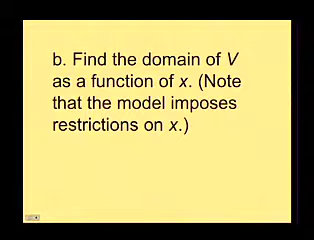 b. Find the domain of V
as a function of x. (Note
that the model imposes
restrictions on x.)